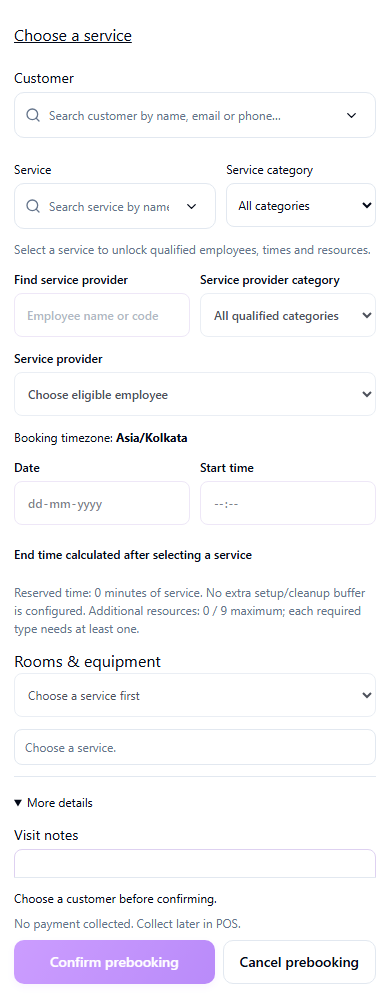 Choose a service
Customer
Search customer by name, email or phone...
Service
Service category
Search service by name
All categories
Select a service to unlock qualified employees, times and resources.
Find service provider
Service provider category
Employee name or code
All qualified categories
Service provider
Choose eligible employee
Booking timezone: Asia/Kolkata
Date
Start time
dd-mm-yyyy
--:--
End time calculated after selecting a service
Reserved time: 0 minutes of service. No extra setup/cleanup buffer
is configured. Additional resources: 0 / 9 maximum; each required
type needs at least one.
Rooms & equipment
Choose a service first
Choose a service.
▼ More details
Visit notes
Choose a customer before confirming.
No payment collected. Collect later in POS.
Confirm prebooking
Cancel prebooking